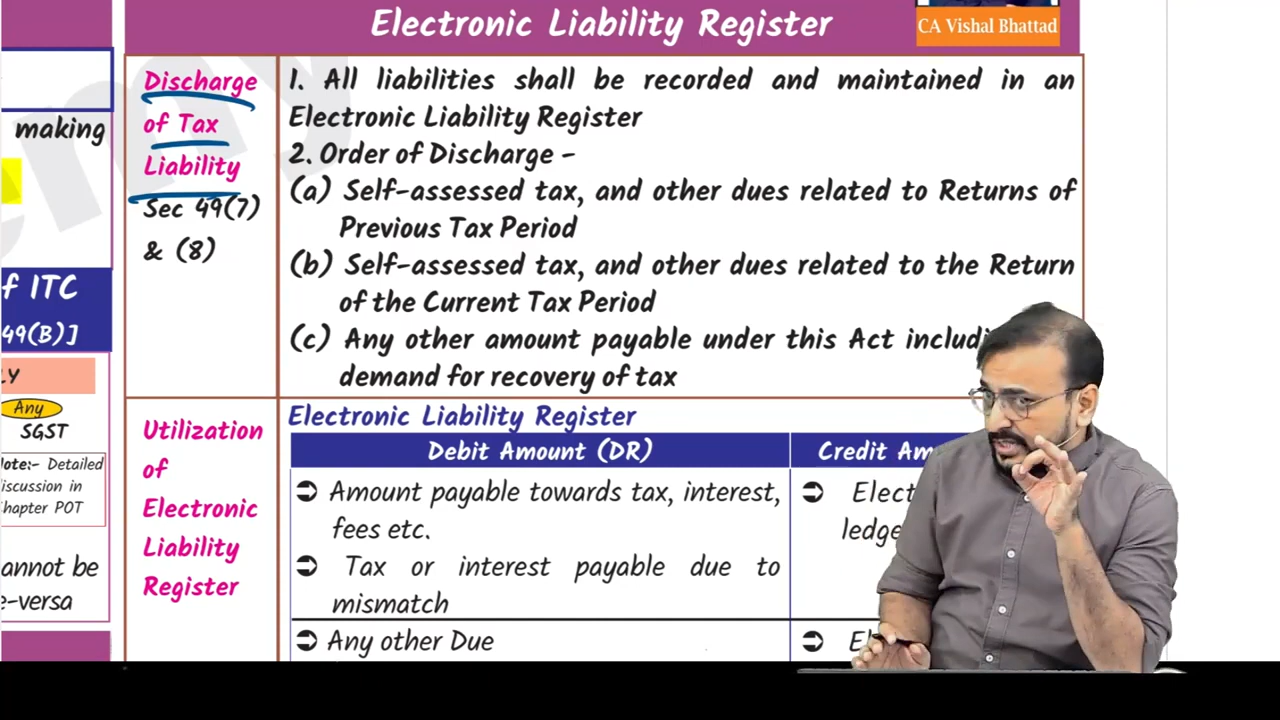 Electronic Liability Register
CA Vishal Bhattad
making
f ITC
49(B)]
LY
Any
SGST
ote:- Detailed
iscussion in
hapter POT
annot be
e-versa
Discharge
of Tax
Liability
Sec 49(7)
& (8)
1. All liabilities shall be recorded and maintained in an
Electronic Liability Register
2. Order of Discharge -
(a) Self-assessed tax, and other dues related to Returns of
Previous Tax Period
(b) Self-assessed tax, and other dues related to the Return
of the Current Tax Period
(c) Any other amount payable under this Act includi
demand for recovery of tax
Utilization
of
Electronic
Liability
Register
Electronic Liability Register
Debit Amount (DR)
Credit Am
➲ Amount payable towards tax, interest,
fees etc.
➲ Tax or interest payable due to
mismatch
➲ Any other Due
➲ Elect
ledge
➲ El